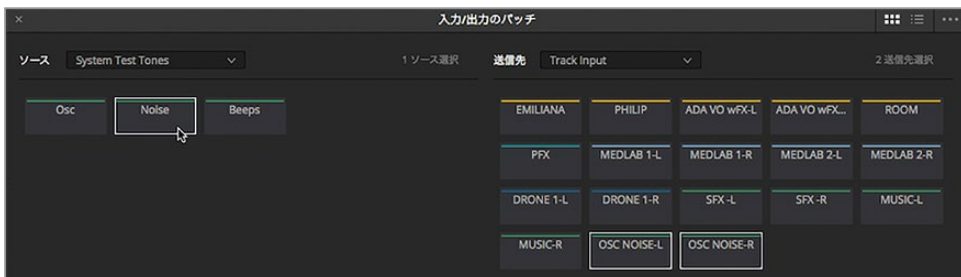 入力/出力のパッチ
ソース System Test Tones 1 ソース選択 送信先 Track Input 2 送信先選択
Osc Noise Beeps EMILIANA PHILIP ADA VO wFX-L ADA VO wFX... ROOM
PFX MEDLAB 1-L MEDLAB 1-R MEDLAB 2-L MEDLAB 2-R
DRONE 1-L DRONE 1-R SFX -L SFX -R MUSIC-L
MUSIC-R OSC NOISE-L OSC NOISE-R